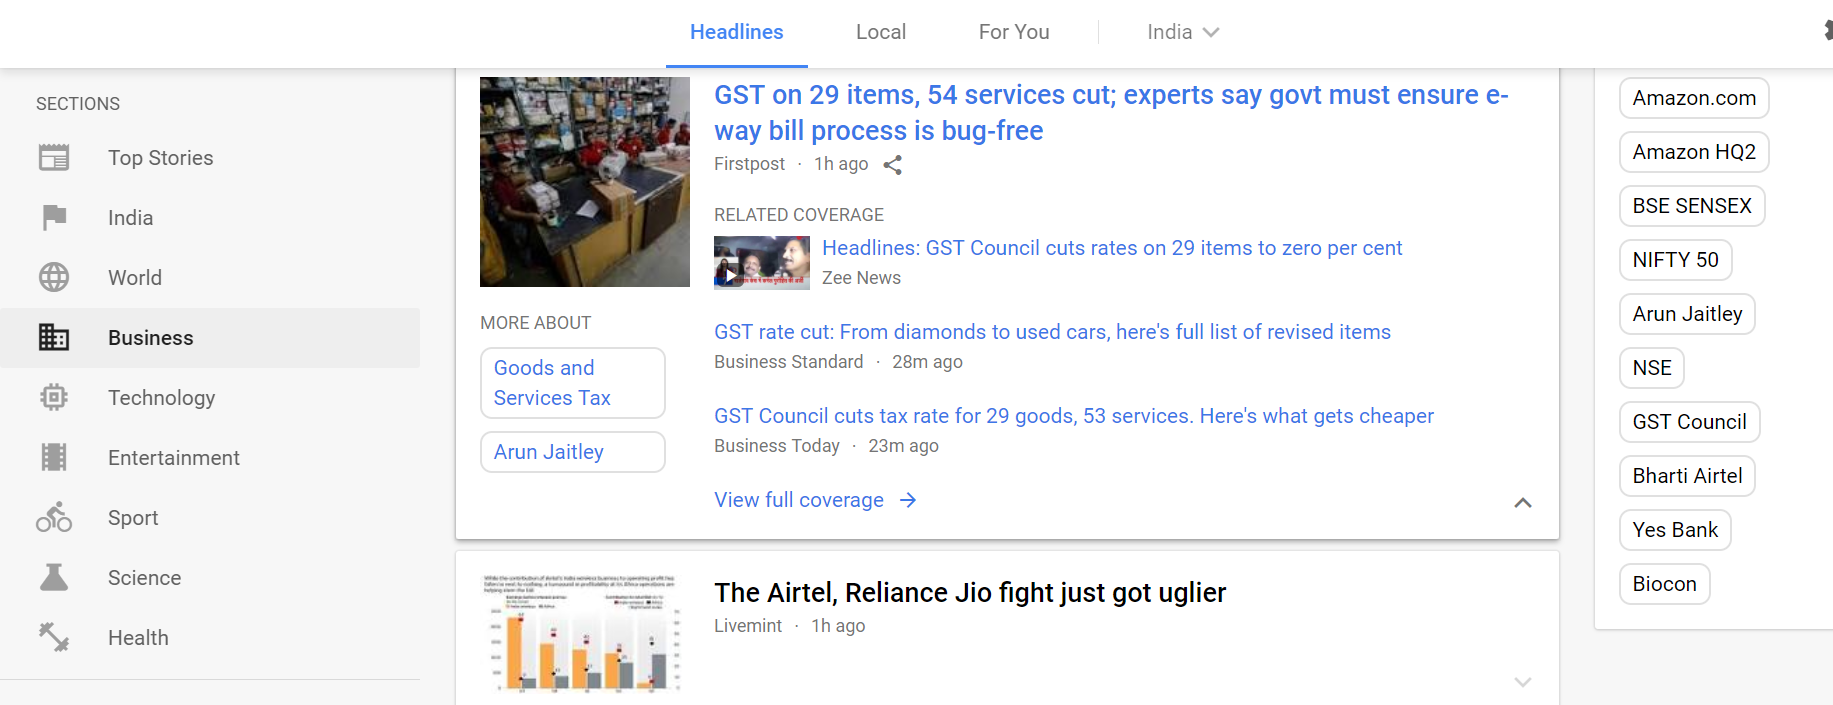 Headlines
Local
For You
India
SECTIONS
Top Stories
India
World
Business
Technology
Entertainment
Sport
Science
Health
GST on 29 items, 54 services cut; experts say govt must ensure e-
way bill process is bug-free
Firstpost · 1h ago
RELATED COVERAGE
Headlines: GST Council cuts rates on 29 items to zero per cent
Zee News
MORE ABOUT
Goods and
Services Tax
Arun Jaitley
GST rate cut: From diamonds to used cars, here's full list of revised items
Business Standard · 28m ago
GST Council cuts tax rate for 29 goods, 53 services. Here's what gets cheaper
Business Today · 23m ago
View full coverage
The Airtel, Reliance Jio fight just got uglier
Livemint · 1h ago
Amazon.com
Amazon HQ2
BSE SENSEX
NIFTY 50
Arun Jaitley
NSE
GST Council
Bharti Airtel
Yes Bank
Biocon